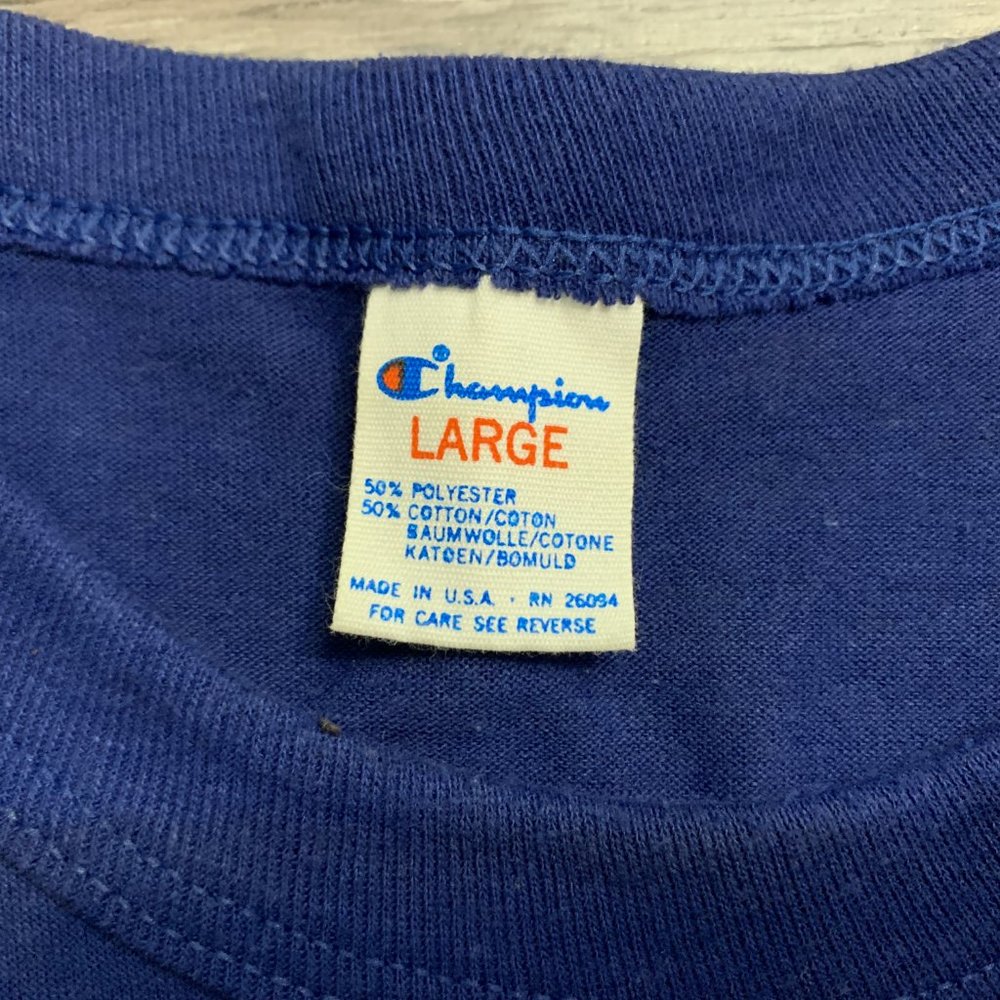 ®
Champion
LARGE
50% POLYESTER
50% COTTON/COTON
BAUMWOLLE/COTONE
KATOEN/BOMULD
MADE IN U.S.A. · RN 26094
FOR CARE SEE REVERSE